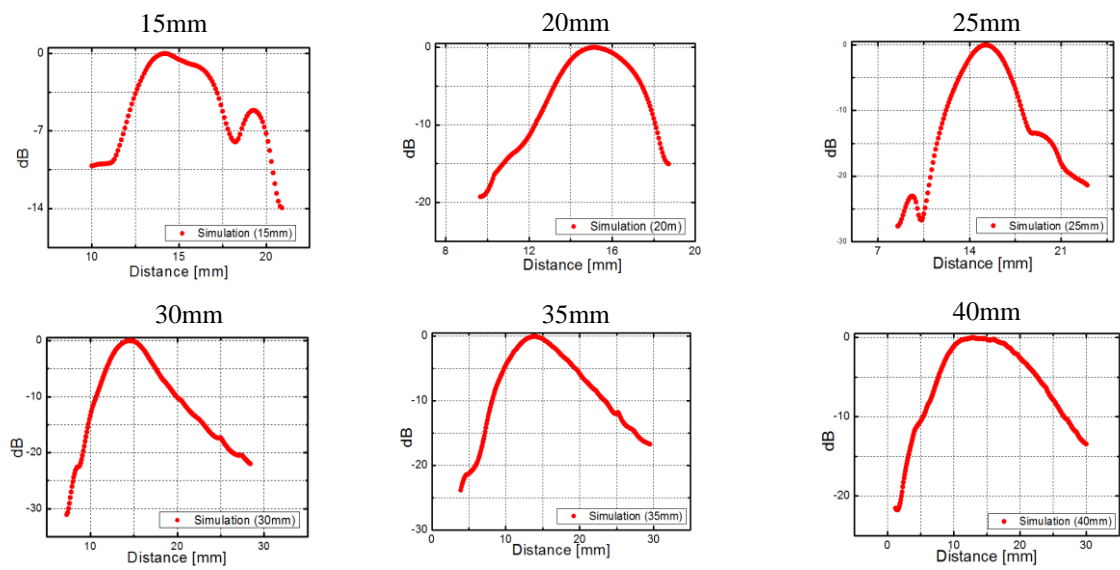 15mm
20mm
25mm
0
-7
-14
dB
10
15
20
Distance [mm]
Simulation (15mm)
-0
-10
-20
dB
8
12
16
20
Distance [mm]
Simulation (20m)
-0
-10
-20
-30
dB
7
14
21
Distance [mm]
Simulation (25mm)
30mm
35mm
40mm
0
-10
-20
-30
dB
10
20
30
Distance [mm]
Simulation (30mm)
-0
-10
-20
-30
dB
0
10
20
30
Distance [mm]
Simulation (35mm)
-0
-10
-20
dB
0
10
20
30
Distance [mm]
Simulation (40mm)